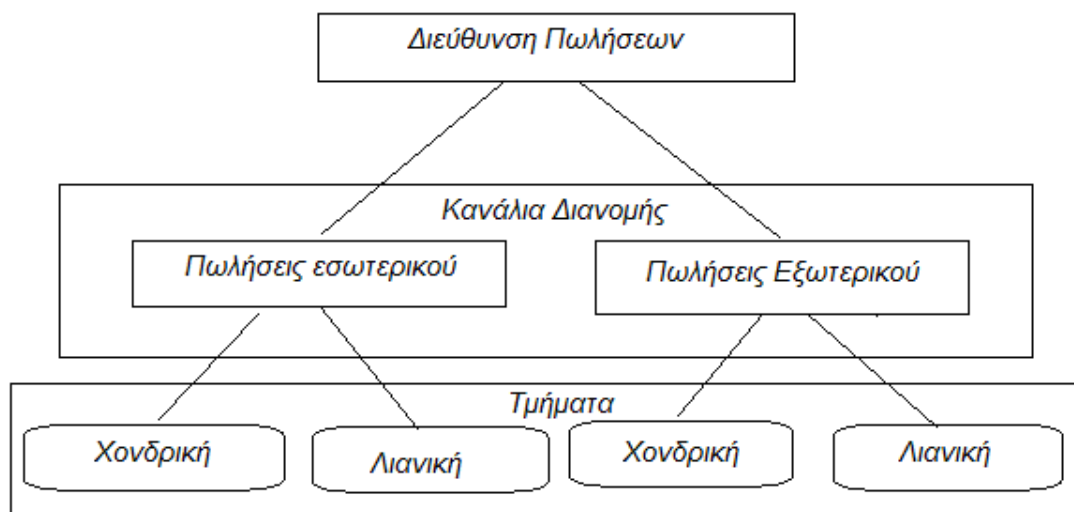 Διεύθυνση Πωλήσεων
Κανάλια Διανομής
Πωλήσεις εσωτερικού
Πωλήσεις Εξωτερικού
Τμήματα
Χονδρική
Λιανική
Χονδρική
Λιανική